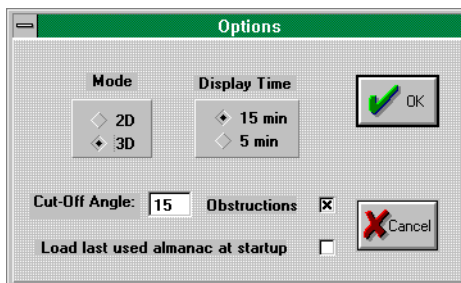 Options
Mode
Display Time
OK
2D
3D
15 min
5 min
Cut-Off Angle: 15 Obstructions
Cancel
Load last used almanac at startup